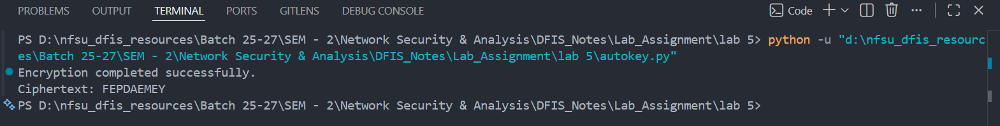 PROBLEMS OUTPUT TERMINAL PORTS GITLENS DEBUG CONSOLE Code
PS D:\nfsu_dfis_resources\Batch 25-27\SEM - 2\Network Security & Analysis\DFIS_Notes\Lab_Assignment\lab 5> python -u "d:\nfsu_dfis_resourc
es\Batch 25-27\SEM - 2\Network Security & Analysis\DFIS_Notes\Lab_Assignment\lab 5\autokey.py"
Encryption completed successfully.
Ciphertext: FEPDAEMEY
PS D:\nfsu_dfis_resources\Batch 25-27\SEM - 2\Network Security & Analysis\DFIS_Notes\Lab_Assignment\lab 5>